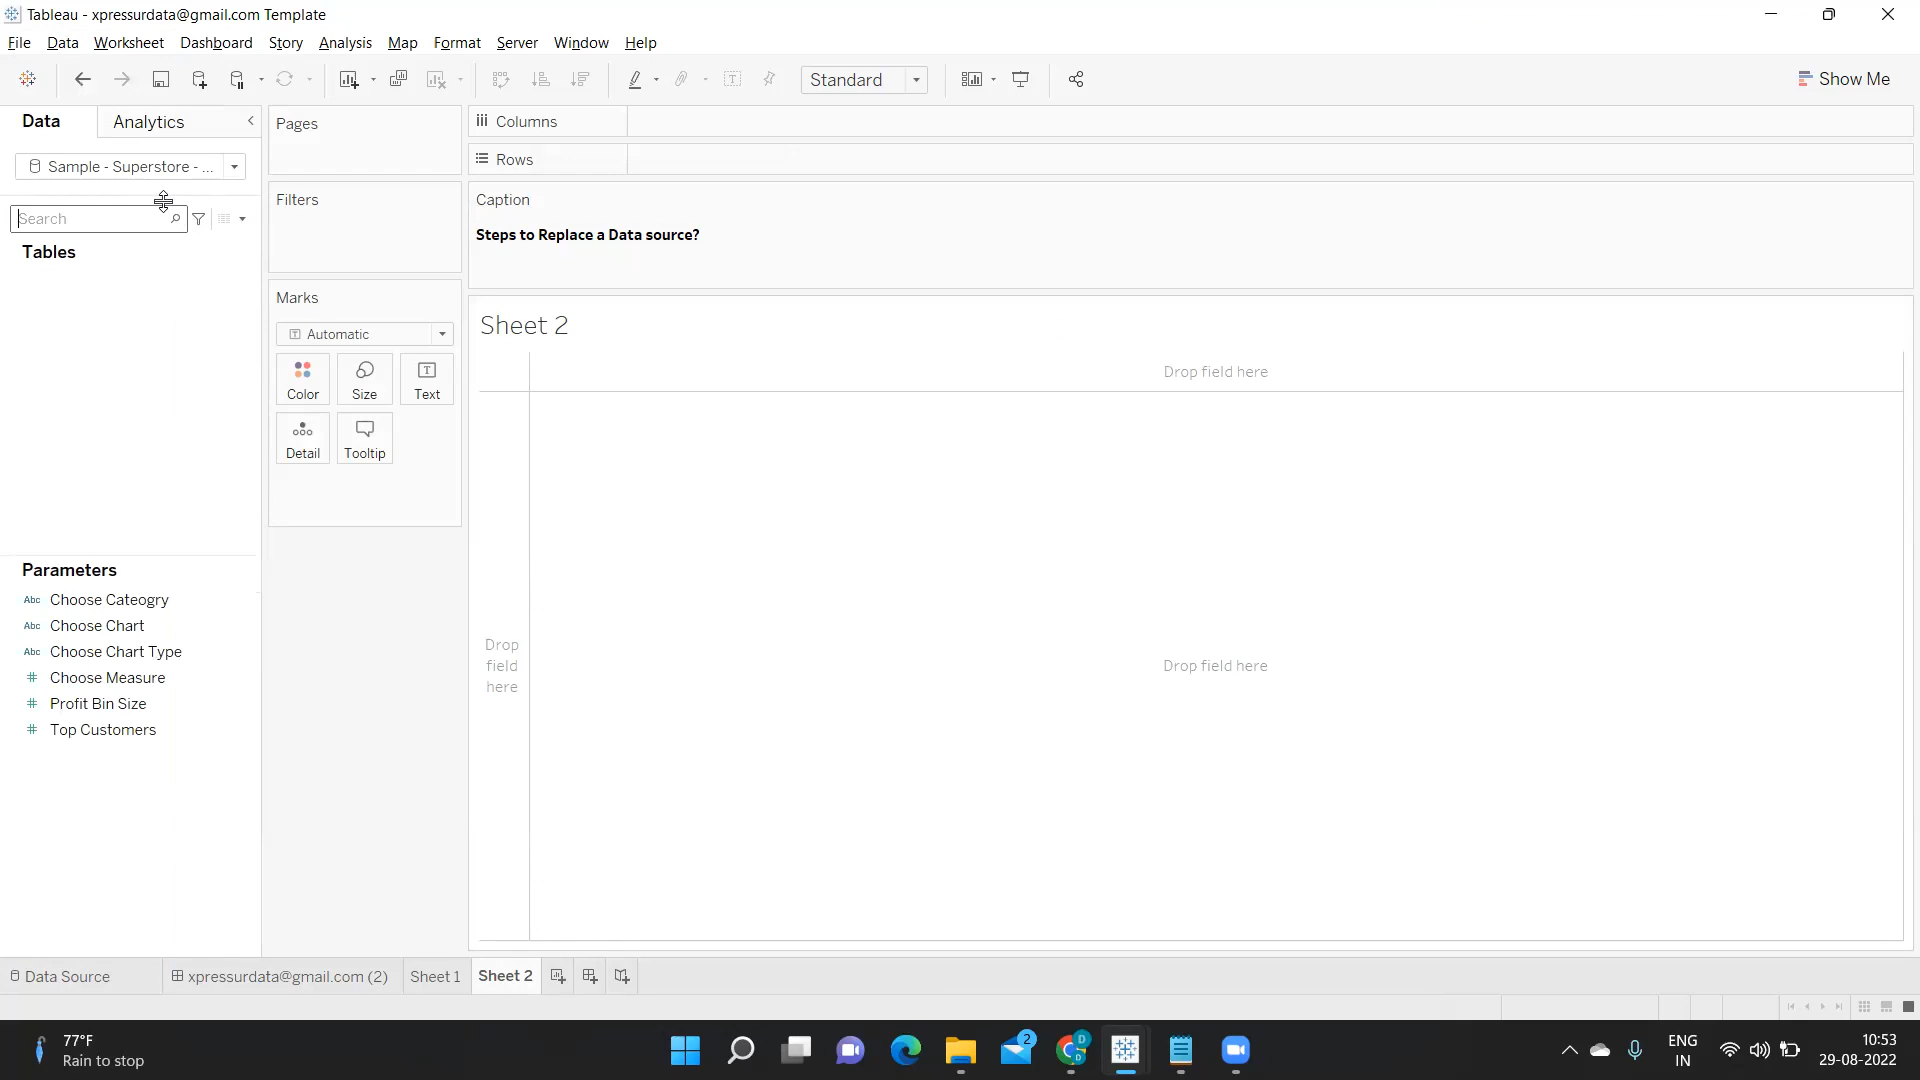 Tableau - xpressurdata@gmail.com Template
File Data Worksheet Dashboard Story Analysis Map Format Server Window Help
Standard
Show Me
Data Analytics
Pages
Columns
Rows
Sample - Superstore - ...
Filters
Caption
Search
Steps to Replace a Data source?
Tables
Marks
Sheet 2
Automatic
Drop field here
Color Size Text
Detail Tooltip
Parameters
Abc Choose Cateogry
Abc Choose Chart
Abc Choose Chart Type
# Choose Measure
# Profit Bin Size
# Top Customers
Drop
field
here
Drop field here
Data Source xpressurdata@gmail.com (2) Sheet 1 Sheet 2
77°F
Rain to stop
2
D
D
ENG
IN
10:53
29-08-2022